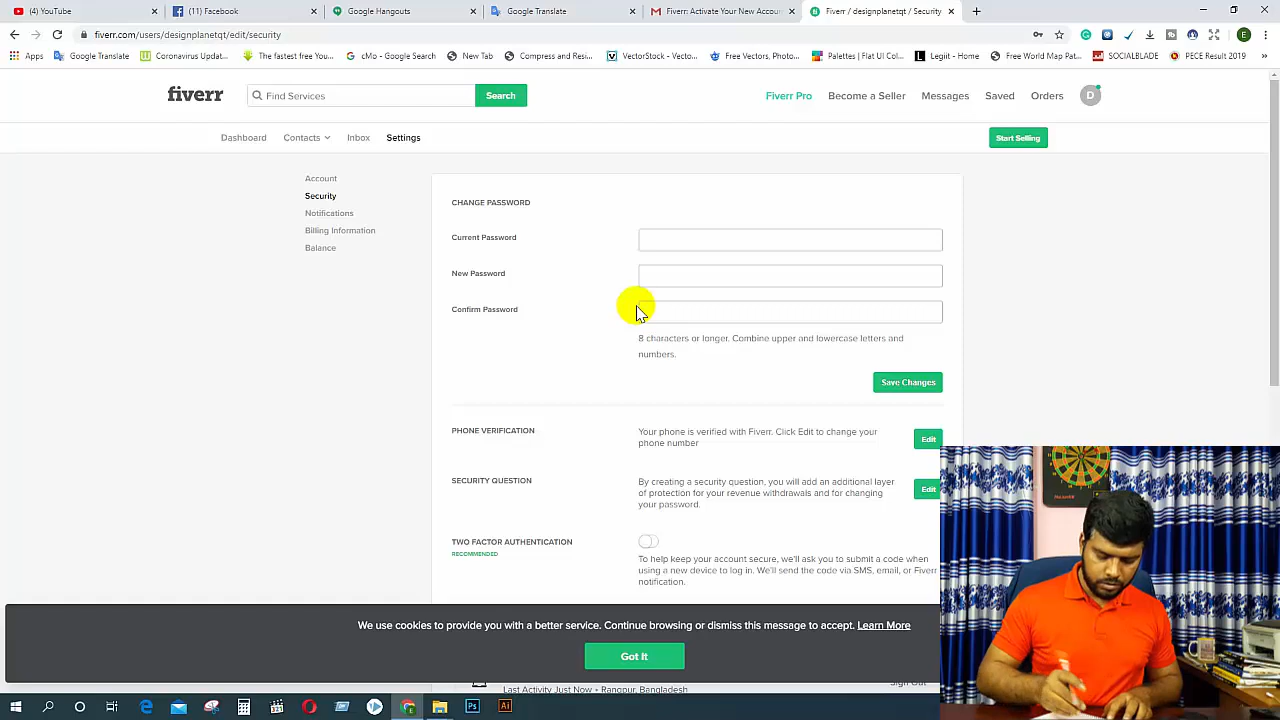 (4) YouTube
(11) Facebook
Google Hangouts
Google Translate
Fiverr: Activate Your New Accou
Fiverr / designplanetqt / Security
fiverr.com/users/designplanetqt/edit/security
E
Apps
Google Translate
Coronavirus Updat...
The fastest free You...
cMo - Google Search
New Tab
Compress and Resi...
VectorStock - Vecto...
Free Vectors, Photo...
Palettes | Flat UI Col...
Legiit - Home
Free World Map Pat...
SOCIALBLADE
PECE Result 2019
fiverr
Find Services
Search
Fiverr Pro
Become a Seller
Messages
Saved
Orders
D
Dashboard
Contacts
Inbox
Settings
Start Selling
Account
Security
Notifications
Billing Information
Balance
CHANGE PASSWORD
Current Password
New Password
Confirm Password
8 characters or longer. Combine upper and lowercase letters and
numbers.
Save Changes
PHONE VERIFICATION
Your phone is verified with Fiverr. Click Edit to change your
phone number
Edit
SECURITY QUESTION
By creating a security question, you will add an additional layer
of protection for your revenue withdrawals and for changing
your password.
Edit
TWO FACTOR AUTHENTICATION
RECOMMENDED
To help keep your account secure, we'll ask you to submit a code when
using a new device to log in. We'll send the code via SMS, email, or Fiverr
notification.
We use cookies to provide you with a better service. Continue browsing or dismiss this message to accept. Learn More
Got It
Last Activity Just Now • Rangpur, Bangladesh
Sign Out
Ps
Ai